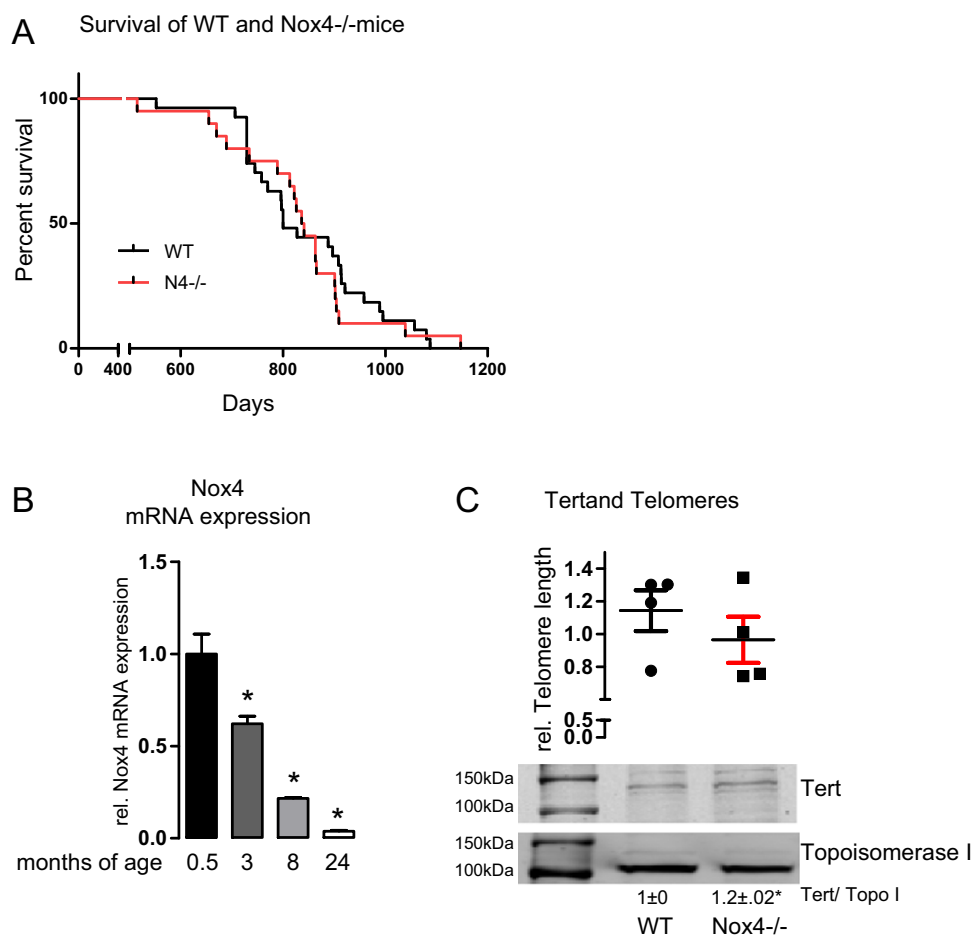 A
Survival of WT and Nox4-/-mice
Percent survival
100
50
0
WT
N4-/-
0 400 600 800 1000 1200
Days
B
Nox4
mRNA expression
rel. Nox4 mRNA expression
1.5
1.0
0.5
0.0
* * *
months of age 0.5 3 8 24
C
Tertand Telomeres
rel. Telomere length
1.4
1.2
1.0
0.8
0.5
0.0
150kDa
100kDa
Tert
150kDa
100kDa
Topoisomerase I
1±0 1.2±.02* Tert/ Topo I
WT Nox4-/-